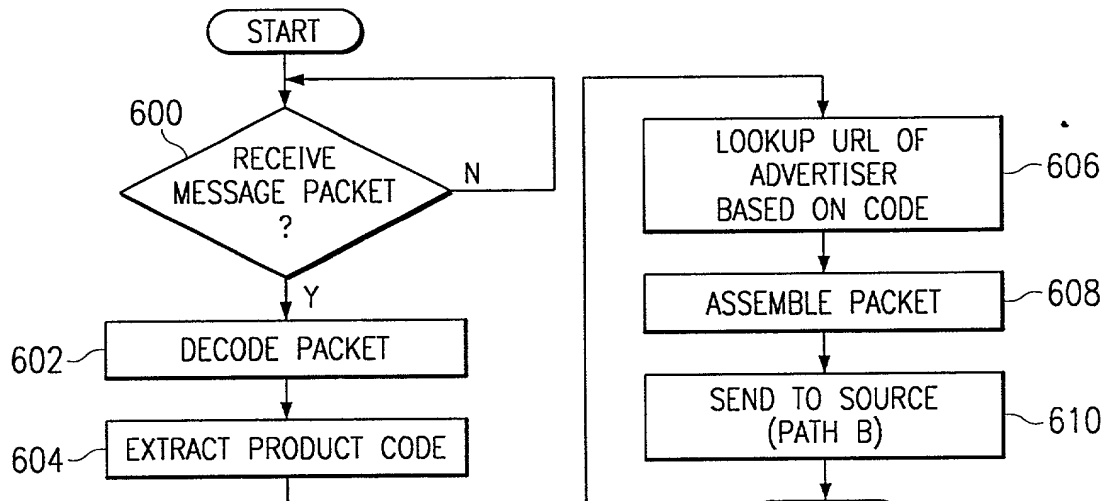 START
600
RECEIVE
MESSAGE PACKET
?
N
Y
602
DECODE PACKET
604
EXTRACT PRODUCT CODE
LOOKUP URL OF
ADVERTISER
BASED ON CODE
606
ASSEMBLE PACKET
608
SEND TO SOURCE
(PATH B)
610